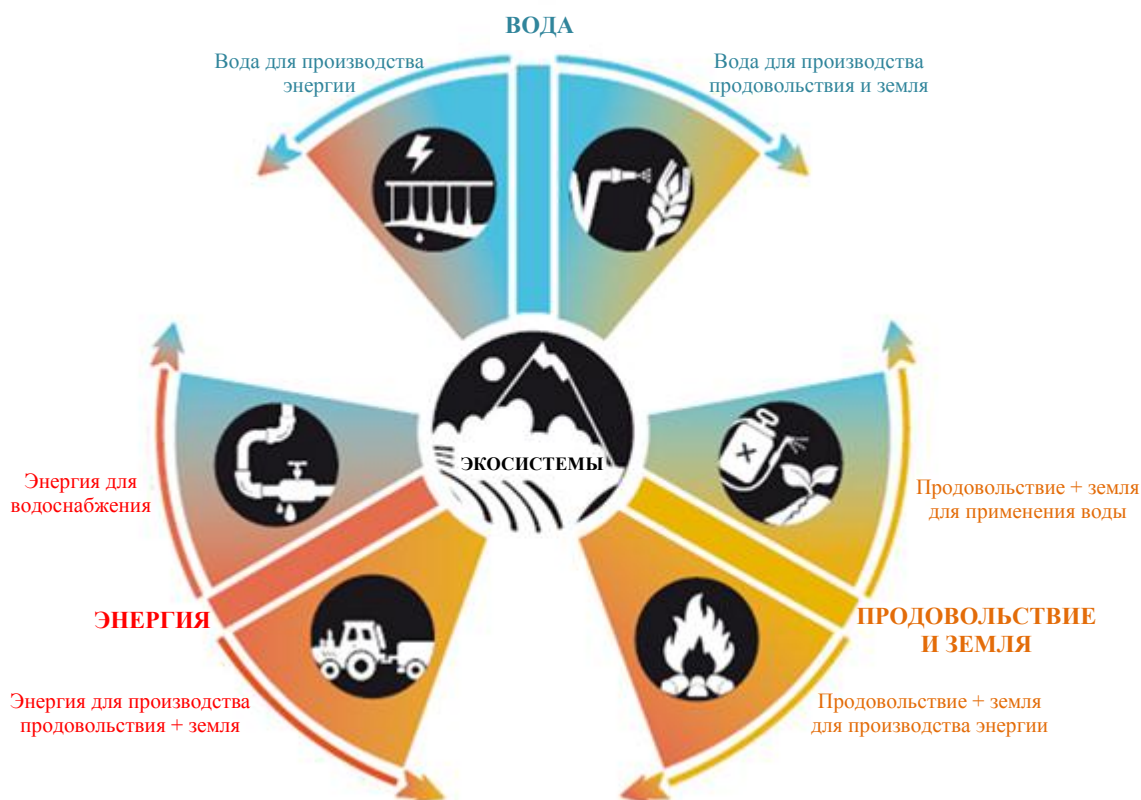 ВОДА
Вода для производства
энергии
Вода для производства
продовольствия и земля
ЭКОСИСТЕМЫ
Энергия для
водоснабжения
Продовольствие + земля
для применения воды
ЭНЕРГИЯ
ПРОДОВОЛЬСТВИЕ
И ЗЕМЛЯ
Энергия для производства
продовольствия + земля
Продовольствие + земля
для производства энергии